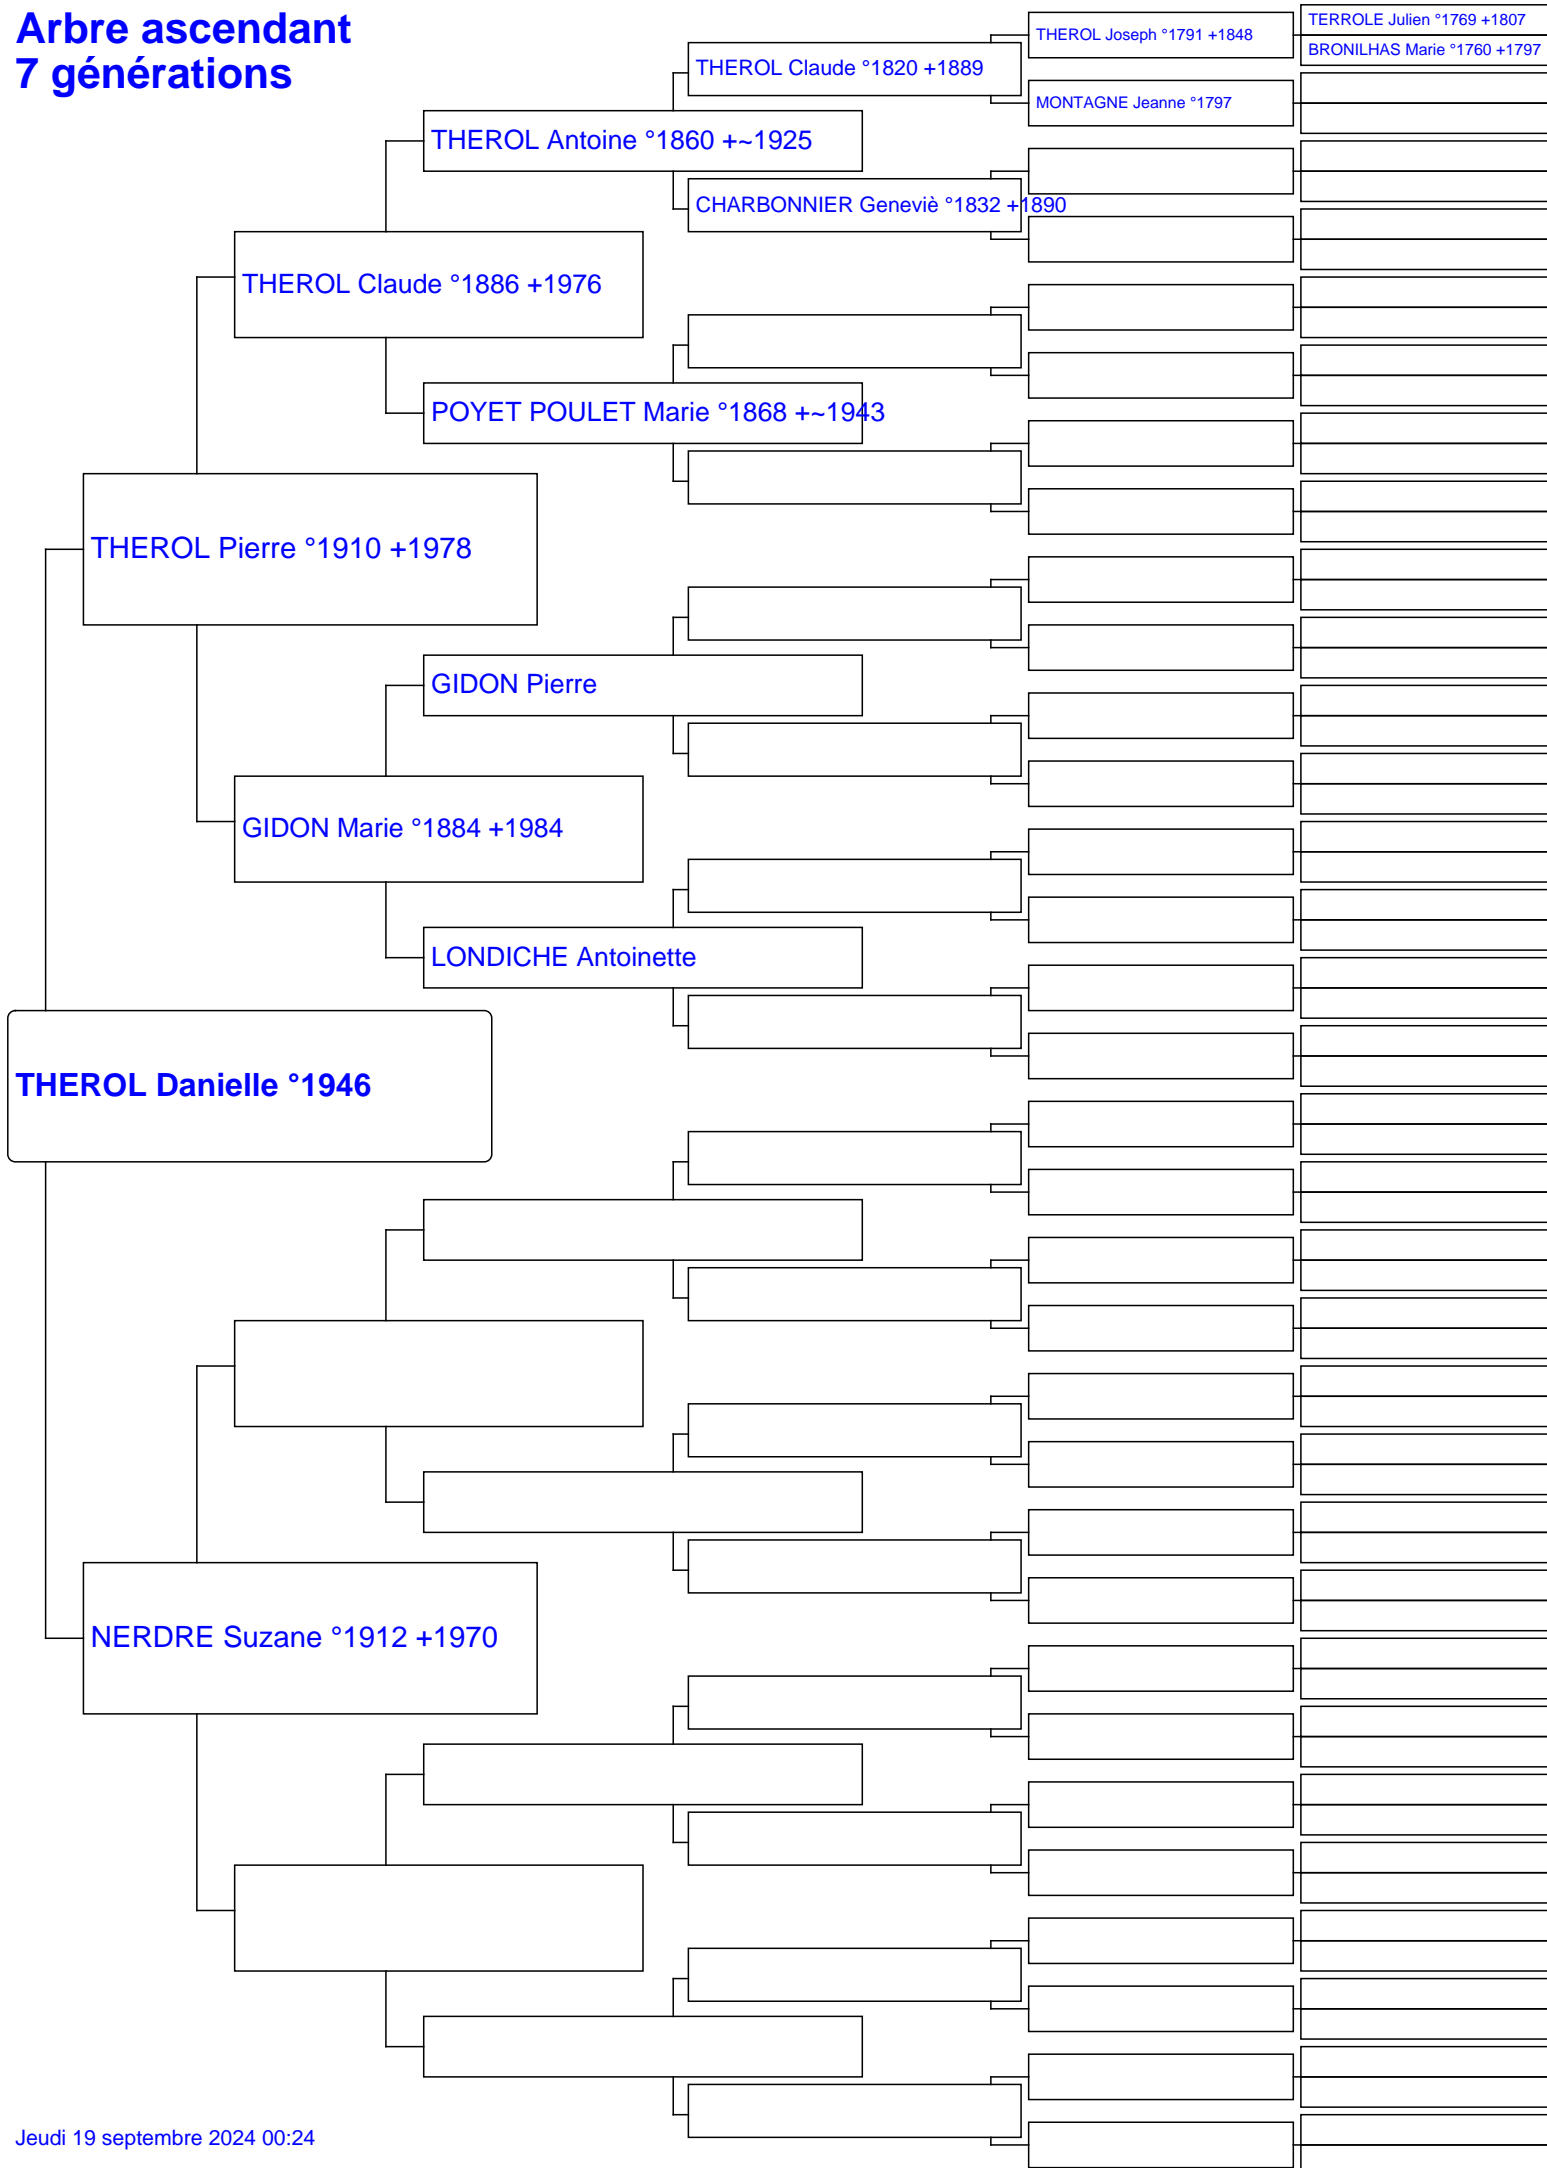 Arbre ascendant
7 générations
TERROLE Julien °1769 +1807
THEROL Joseph °1791 +1848
BRONILHAS Marie °1760 +1797
THEROL Claude °1820 +1889
MONTAGNE Jeanne °1797
THEROL Antoine °1860 +~1925
CHARBONNIER Geneviè °1832 +1890
THEROL Claude °1886 +1976
POYET POULET Marie °1868 +~1943
THEROL Pierre °1910 +1978
GIDON Pierre
GIDON Marie °1884 +1984
LONDICHE Antoinette
THEROL Danielle °1946
NERDRE Suzane °1912 +1970
Jeudi 19 septembre 2024 00:24